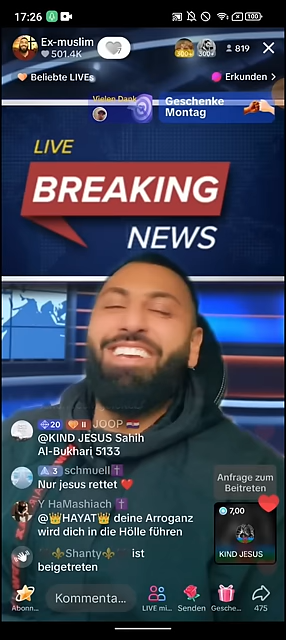 17:26
100
Ex-muslim
501.4K
300+
300+
819
Beliebte LIVEs
Erkunden >
Vielen Dank
Geschenke
Montag
LIVE
BREAKING
NEWS
20 II JOOP
@KIND JESUS Sahih
Al-Bukhari 5133
3 schmuell
Nur jesus rettet
Y HaMashiach
@👑HAYAT👑 deine Arroganz
wird dich in die Hölle führen
Shanty ist
beigetreten
Anfrage zum
Beitreten
7,00
KIND JESUS
Kommenta...
Abonn...
LIVE mi...
Senden
Gesche...
475